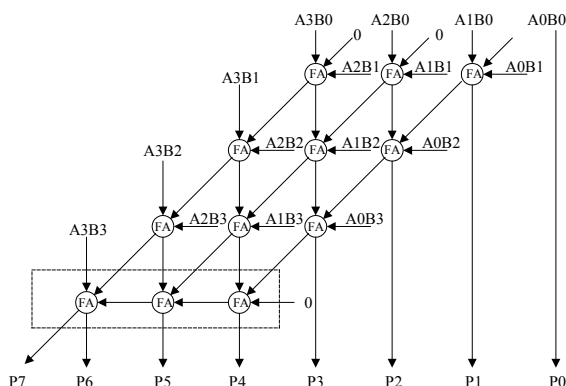 A3B0 A2B0 A1B0 A0B0
0 0
FA A2B1 FA A1B1 FA A0B1
A3B1
FA A2B2 FA A1B2 FA A0B2
A3B2
FA A2B3 FA A1B3 FA A0B3
A3B3
FA FA FA 0
P7 P6 P5 P4 P3 P2 P1 P0